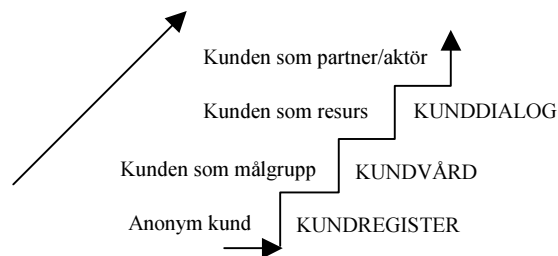 Kunden som partner/aktör
Kunden som resurs KUNDDIALOG
Kunden som målgrupp KUNDVÅRD
Anonym kund KUNDREGISTER